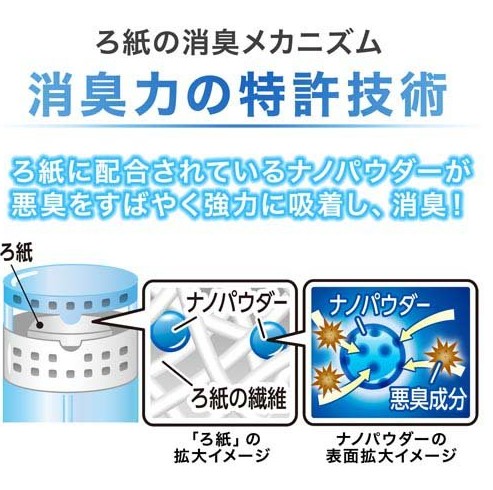 ろ紙の消臭メカニズム
消臭力の特許技術
ろ紙に配合されているナノパウダーが
悪臭をすばやく強力に吸着し、消臭！
ろ紙
ナノパウダー
ろ紙の繊維
「ろ紙」の
拡大イメージ
ナノパウダー
悪臭成分
ナノパウダーの
表面拡大イメージ